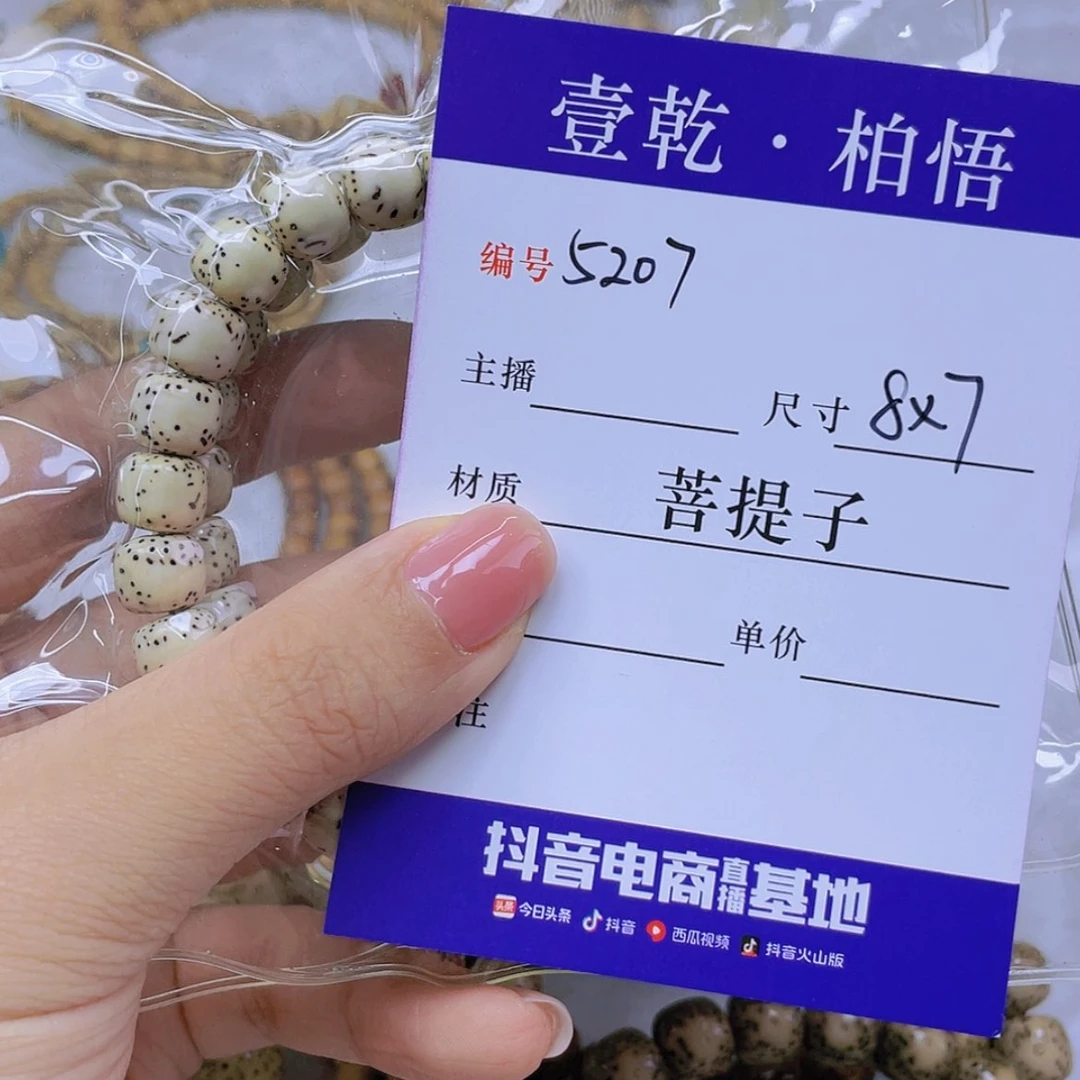 壹乾·柏悟
编号 5207
主播 尺寸 8x7
材质 菩提子
单价
注
抖音电商直播基地
头条 今日头条 抖音 西瓜视频 抖音火山版